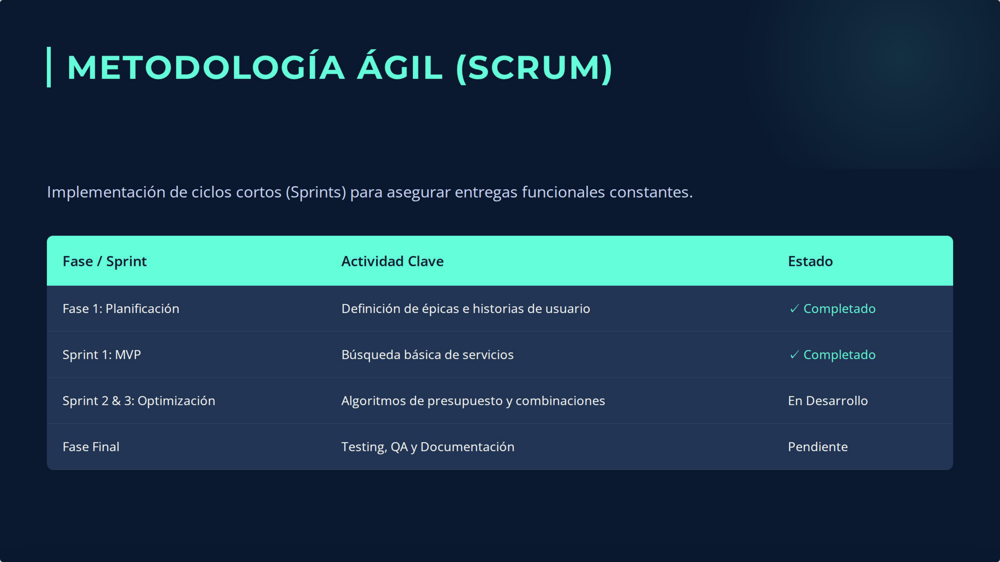 METODOLOGÍA ÁGIL (SCRUM)
Implementación de ciclos cortos (Sprints) para asegurar entregas funcionales constantes.
Fase / Sprint Actividad Clave Estado
Fase 1: Planificación Definición de épicas e historias de usuario ✓ Completado
Sprint 1: MVP Búsqueda básica de servicios ✓ Completado
Sprint 2 & 3: Optimización Algoritmos de presupuesto y combinaciones En Desarrollo
Fase Final Testing, QA y Documentación Pendiente